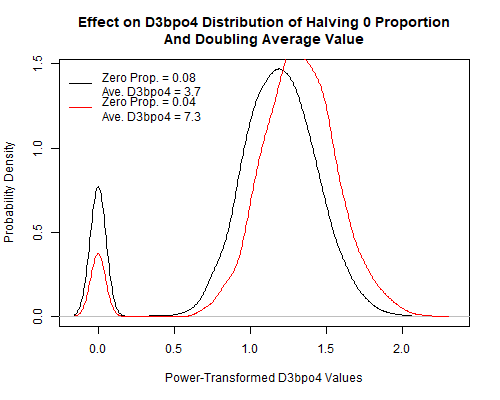 Effect on D3bpo4 Distribution of Halving 0 Proportion
And Doubling Average Value
Zero Prop. = 0.08
Ave. D3bpo4 = 3.7
Zero Prop. = 0.04
Ave. D3bpo4 = 7.3
Probability Density
1.5
1.0
0.5
0.0
0.0 0.5 1.0 1.5 2.0
Power-Transformed D3bpo4 Values